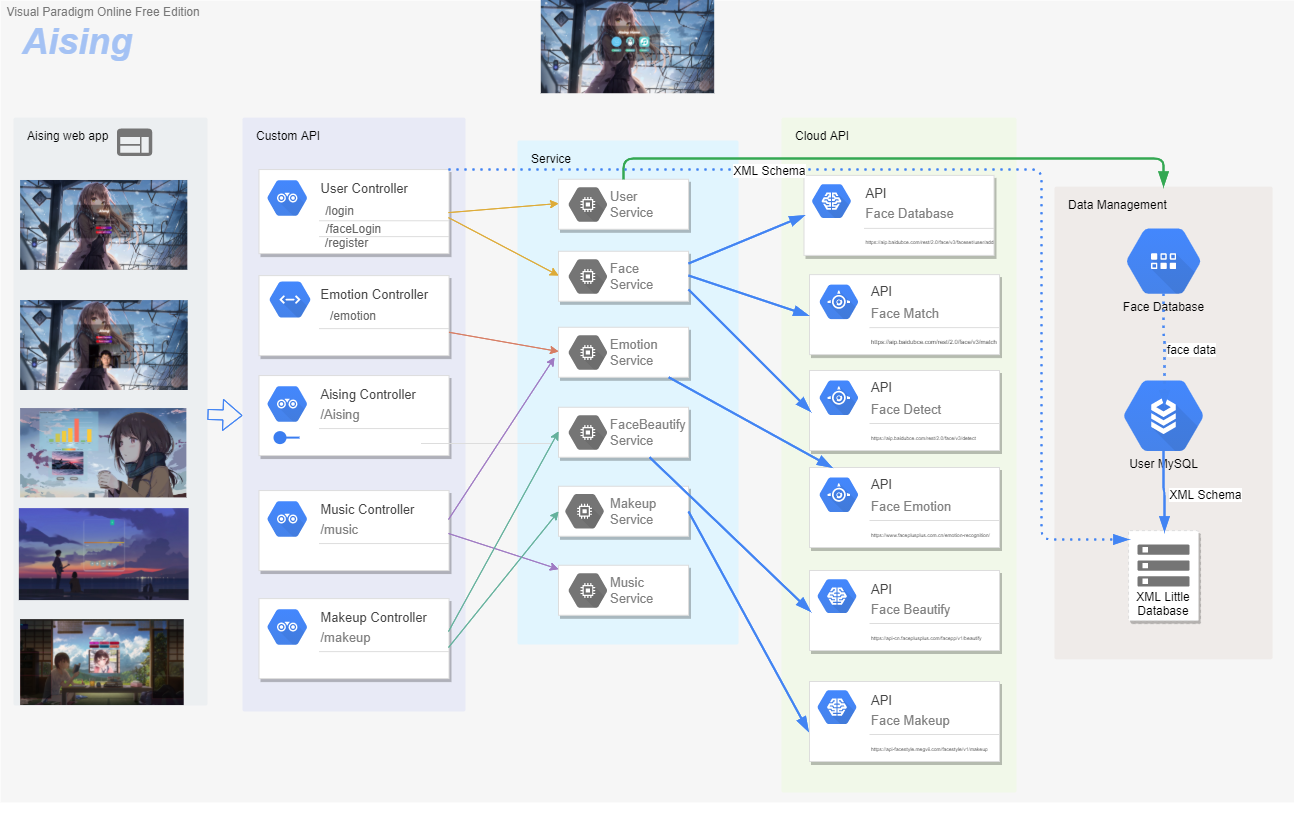 Visual Paradigm Online Free Edition
Aising
Aising web app
Custom API
User Controller
/login
/faceLogin
/register
Emotion Controller
/emotion
Aising Controller
/Aising
Music Controller
/music
Makeup Controller
/makeup
Service
User
Service
Face
Service
Emotion
Service
FaceBeautify
Service
Makeup
Service
Music
Service
Cloud API
XML Schema
API
Face Database
https://aip.baidubce.com/rest/2.0/face/v3/faceset/user/add
API
Face Match
https://aip.baidubce.com/rest/2.0/face/v3/match
API
Face Detect
https://aip.baidubce.com/rest/2.0/face/v3/detect
API
Face Emotion
https://www.faceplusplus.com.cn/emotion-recognition/
API
Face Beautify
https://api-cn.faceplusplus.com/facepp/v1/beautify
API
Face Makeup
https://api-facestyle.megvii.com/facestyle/v1/makeup
Data Management
Face Database
face data
User MySQL
XML Schema
XML Little
Database